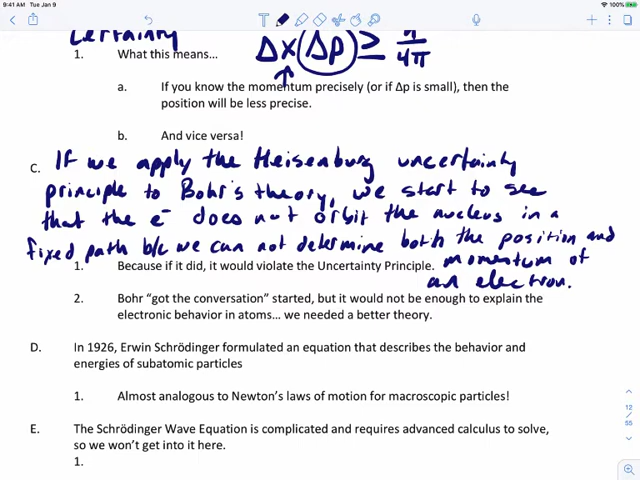 9:41 AM Tue Jan 9
100%
Certainty
1. What this means... Δx(Δp) ≥ h/4π
a. If you know the momentum precisely (or if Δp is small), then the
position will be less precise.
b. And vice versa!
C. If we apply the Heisenburg uncertainty
principle to Bohr's theory, we start to see
that the e⁻ does not orbit the nucleus in a
fixed path b/c we can not determine both the position and
momentum of
an electron.
1. Because if it did, it would violate the Uncertainty Principle.
2. Bohr "got the conversation" started, but it would not be enough to explain the
electronic behavior in atoms... we needed a better theory.
D. In 1926, Erwin Schrödinger formulated an equation that describes the behavior and
energies of subatomic particles
1. Almost analogous to Newton's laws of motion for macroscopic particles!
E. The Schrödinger Wave Equation is complicated and requires advanced calculus to solve,
so we won't get into it here.
1.
12
/
55